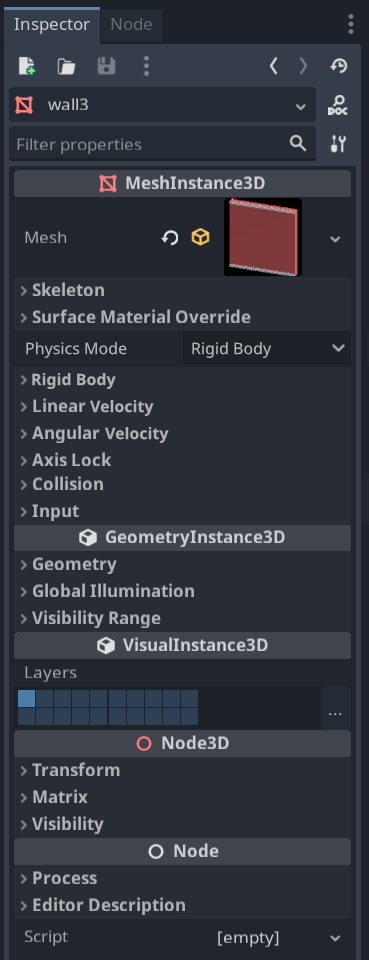 Inspector Node
wall3
DOC
Filter properties
MeshInstance3D
Mesh
Skeleton
Surface Material Override
Physics Mode Rigid Body
Rigid Body
Linear Velocity
Angular Velocity
Axis Lock
Collision
Input
GeometryInstance3D
Geometry
Global Illumination
Visibility Range
VisualInstance3D
Layers
...
Node3D
Transform
Matrix
Visibility
Node
Process
Editor Description
Script [empty]